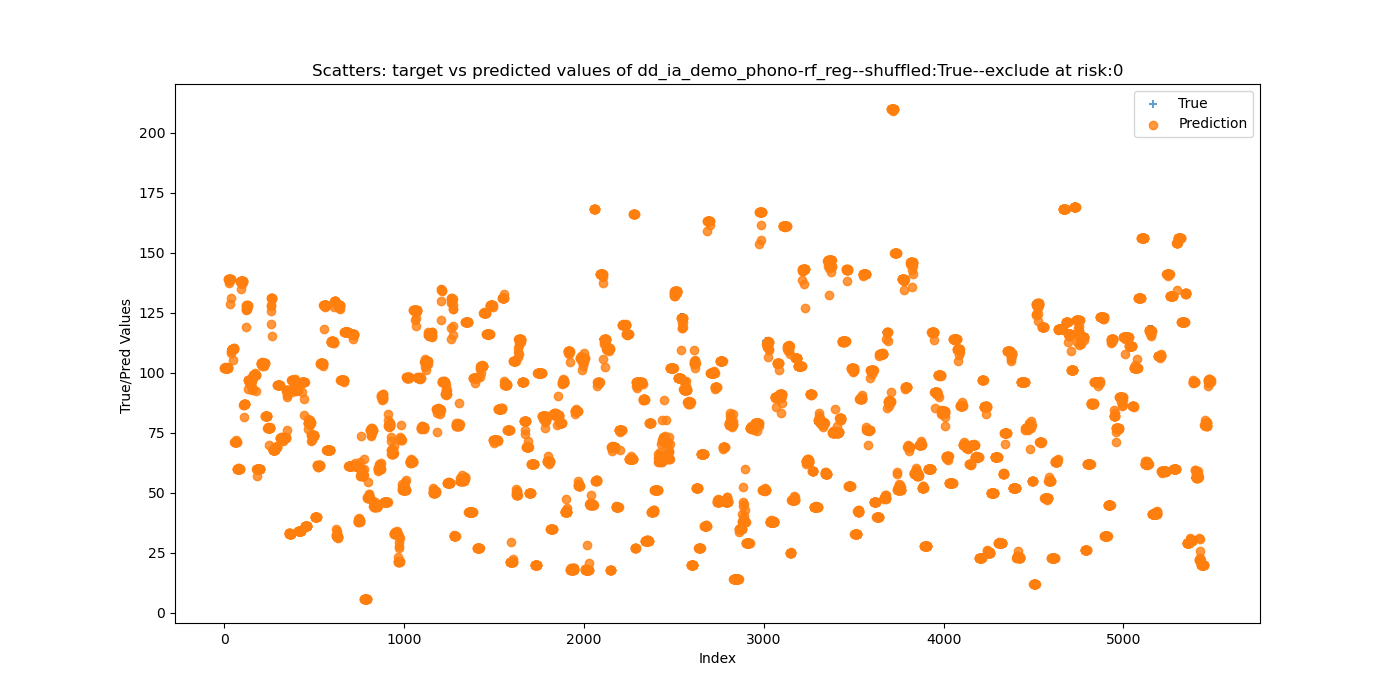 Scatters: target vs predicted values of dd_ia_demo_phono-rf_reg--shuffled:True--exclude at risk:0
True
Prediction
200
175
150
125
100
75
50
25
0
True/Pred Values
0 1000 2000 3000 4000 5000
Index